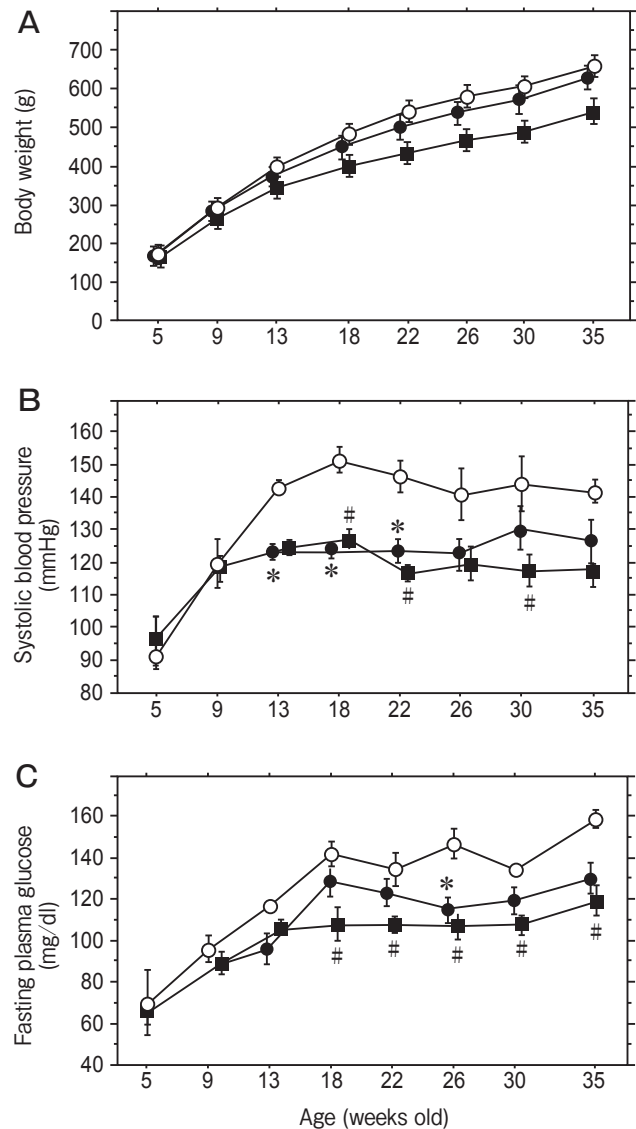 A
Body weight (g)
700
600
500
400
300
200
100
0
5 9 13 18 22 26 30 35
B
Systolic blood pressure
(mmHg)
160
150
140
130
120
110
100
90
80
# *
* * # #
5 9 13 18 22 26 30 35
C
Fasting plasma glucose
(mg/dl)
160
140
120
100
80
60
40
*
# # # # #
5 9 13 18 22 26 30 35
Age (weeks old)